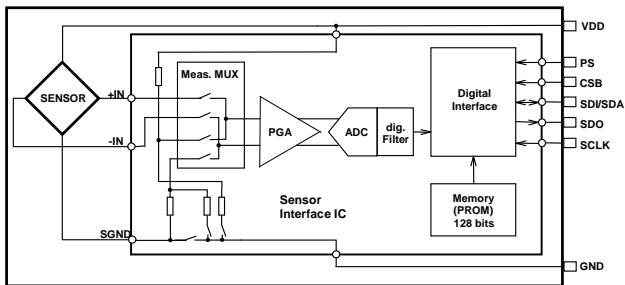 VDD
PS
Meas. MUX
CSB
+IN
SENSOR
Digital
Interface
SDI/SDA
-IN
PGA
ADC
dig.
Filter
SDO
SCLK
Sensor
Interface IC
Memory
(PROM)
128 bits
SGND
GND